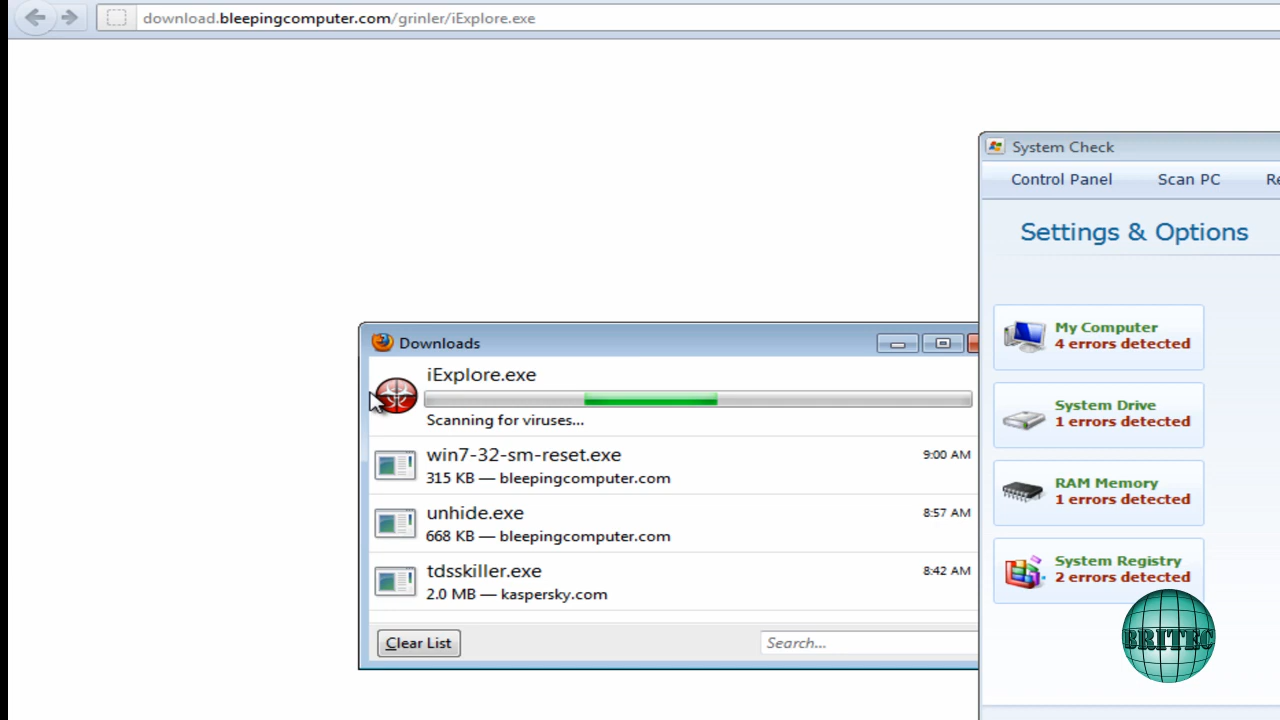 download.bleepingcomputer.com/grinler/iExplore.exe
System Check
Control Panel Scan PC Re
Settings & Options
My Computer
4 errors detected
System Drive
1 errors detected
RAM Memory
1 errors detected
System Registry
2 errors detected
Downloads
iExplore.exe
Scanning for viruses...
win7-32-sm-reset.exe 9:00 AM
315 KB — bleepingcomputer.com
unhide.exe 8:57 AM
668 KB — bleepingcomputer.com
tdsskiller.exe 8:42 AM
2.0 MB — kaspersky.com
Clear List Search...
BRITEC